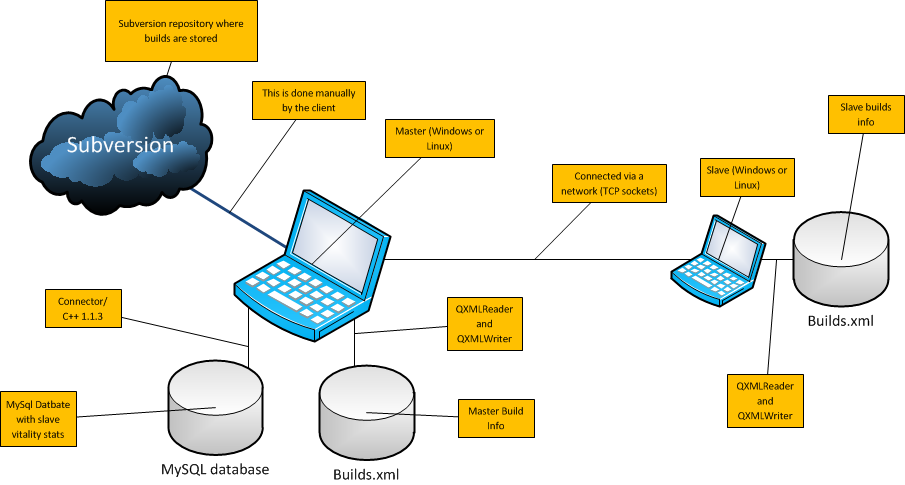 Subversion repository where
builds are stored
Subversion
This is done manually
by the client
Master (Windows or
Linux)
Connected via a
network (TCP sockets)
Slave (Windows or
Linux)
Slave builds
info
Builds.xml
Connector/
C++ 1.1.3
QXMLReader
and
QXMLWriter
QXMLReader
and
QXMLWriter
MySql Datbate
with slave
vitality stats
Master Build
Info
MySQL database
Builds.xml